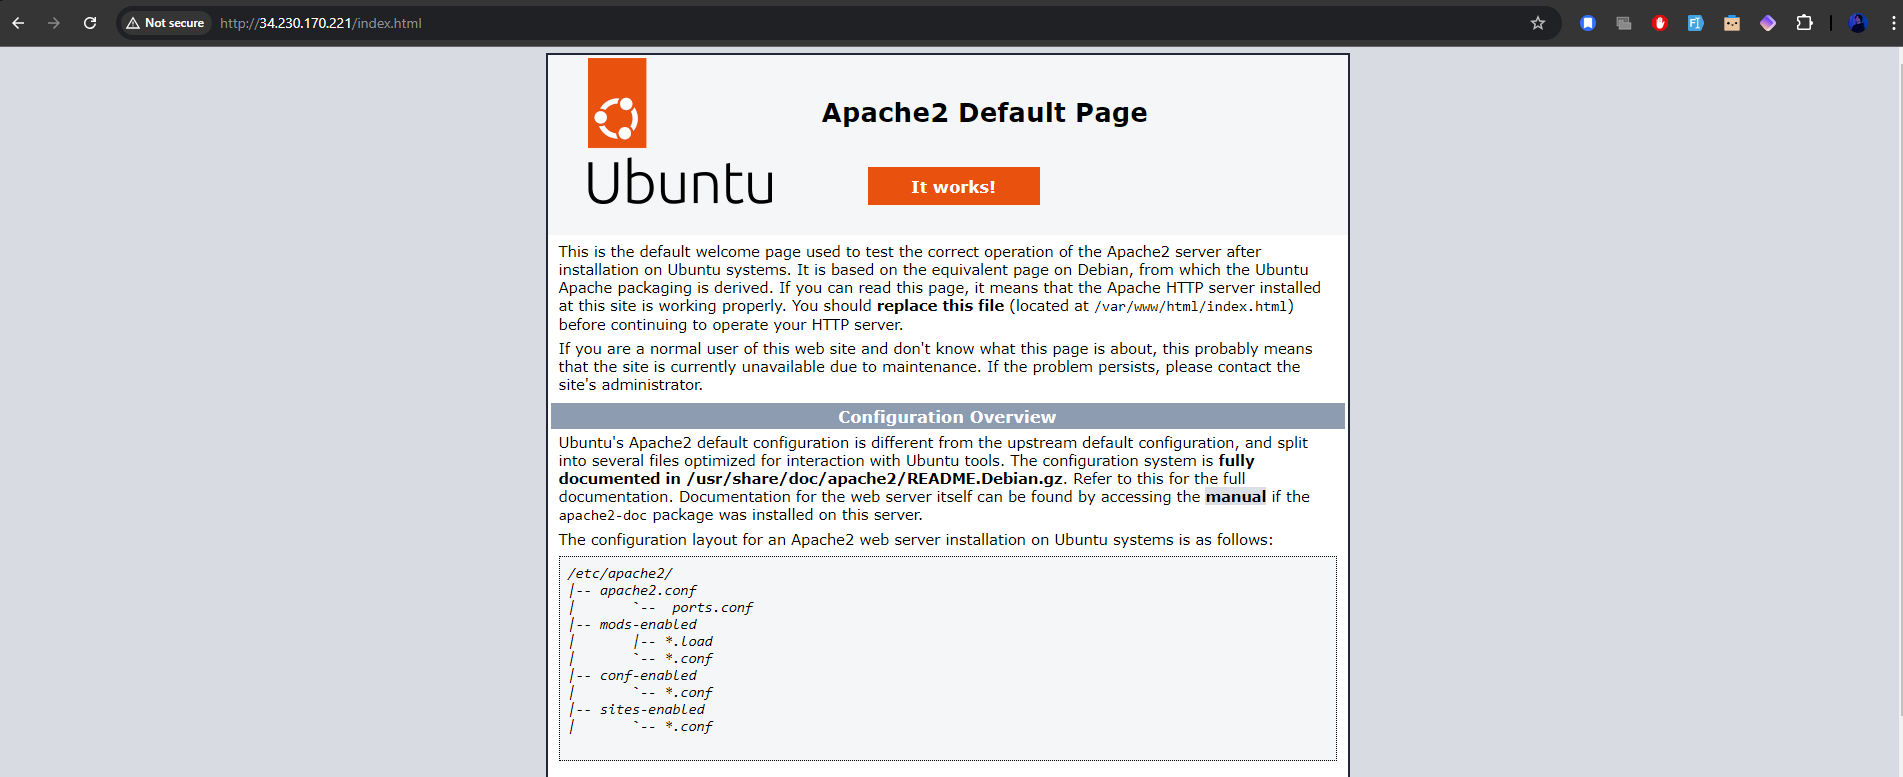 Not secure http://34.230.170.221/index.html
Apache2 Default Page
Ubuntu
It works!
This is the default welcome page used to test the correct operation of the Apache2 server after
installation on Ubuntu systems. It is based on the equivalent page on Debian, from which the Ubuntu
Apache packaging is derived. If you can read this page, it means that the Apache HTTP server installed
at this site is working properly. You should replace this file (located at /var/www/html/index.html)
before continuing to operate your HTTP server.
If you are a normal user of this web site and don't know what this page is about, this probably means
that the site is currently unavailable due to maintenance. If the problem persists, please contact the
site's administrator.
Configuration Overview
Ubuntu's Apache2 default configuration is different from the upstream default configuration, and split
into several files optimized for interaction with Ubuntu tools. The configuration system is fully
documented in /usr/share/doc/apache2/README.Debian.gz. Refer to this for the full
documentation. Documentation for the web server itself can be found by accessing the manual if the
apache2-doc package was installed on this server.
The configuration layout for an Apache2 web server installation on Ubuntu systems is as follows:
/etc/apache2/
|-- apache2.conf
|       `--  ports.conf
|-- mods-enabled
|       |-- *.load
|       `-- *.conf
|-- conf-enabled
|       `-- *.conf
|-- sites-enabled
|       `-- *.conf